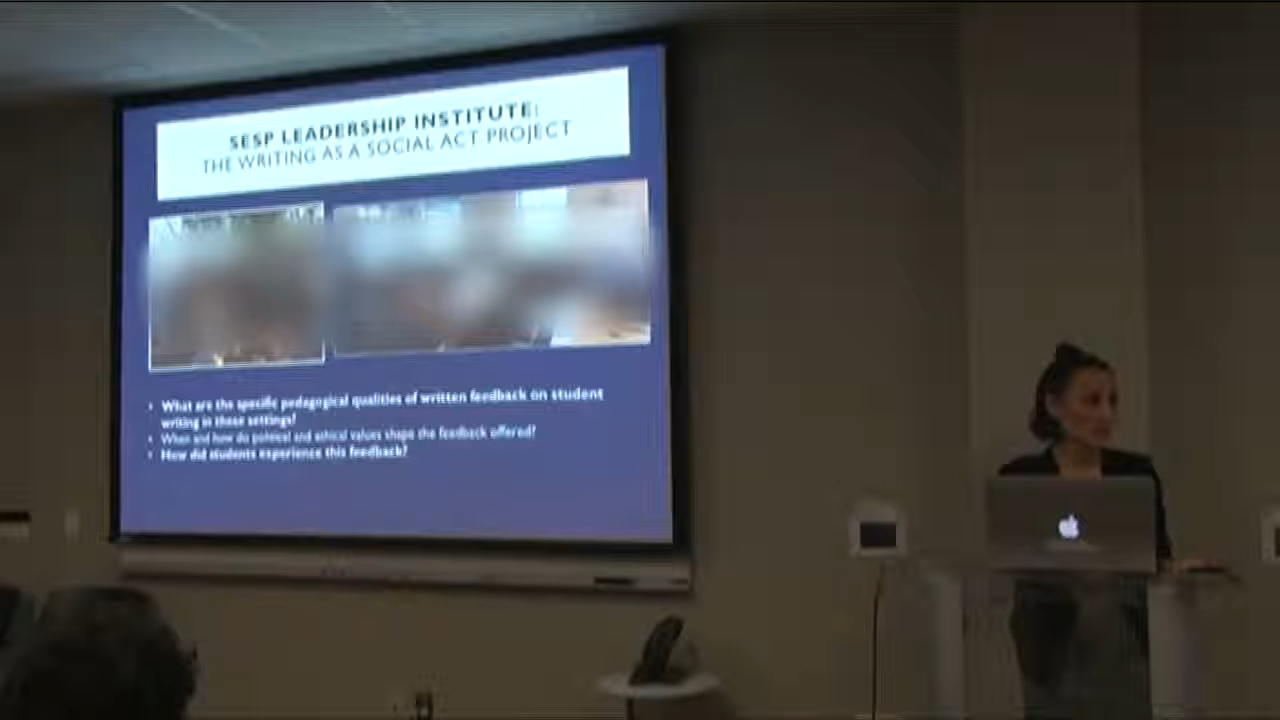 SESP LEADERSHIP INSTITUTE:
THE WRITING AS A SOCIAL ACT PROJECT
• What are the specific pedagogical qualities of written feedback on student
writing in these settings?
• When and how do political and ethical values shape the feedback offered?
• How did students experience this feedback?